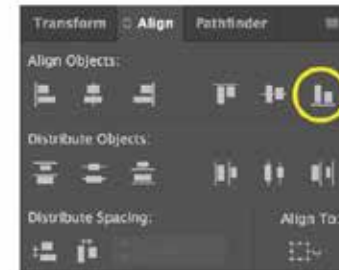 Transform Align Pathfinder
Align Objects:
Distribute Objects:
Distribute Spacing: Align To: